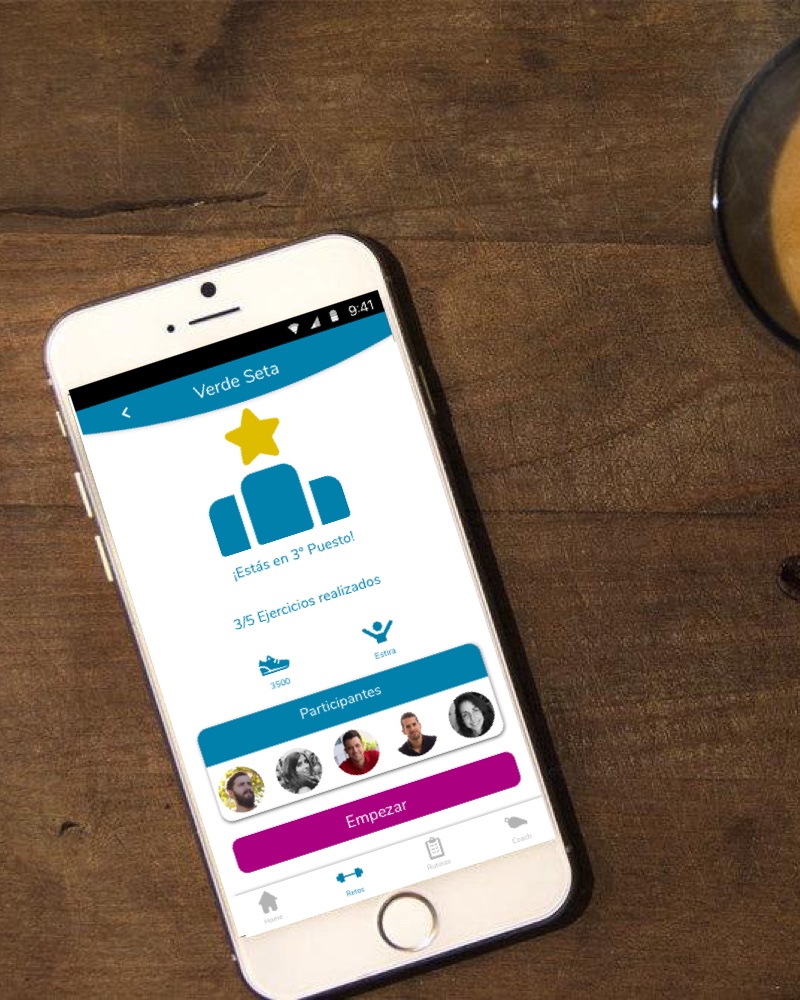 9:41
Verde Seta
¡Estás en 3º Puesto!
3/5 Ejercicios realizados
3500
Estira
Participantes
Empezar
Home
Retos
Rutinas
Coach